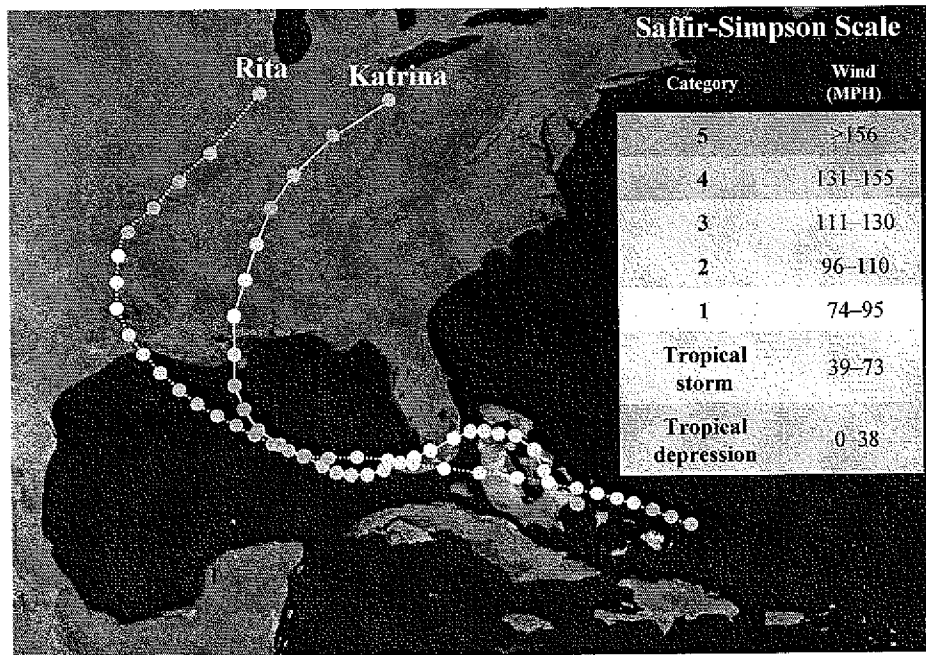 Saffir-Simpson Scale
Rita
Katrina
Category
Wind
(MPH)
5
>156
4
131–155
3
111–130
2
96–110
1
74–95
Tropical
storm
39–73
Tropical
depression
0–38